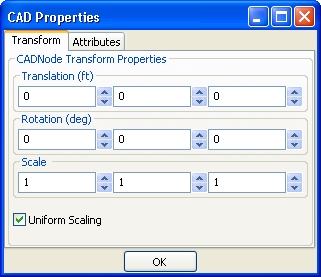 CAD Properties
Transform Attributes
CADNode Transform Properties
Translation (ft)
0 0 0
Rotation (deg)
0 0 0
Scale
1 1 1
Uniform Scaling
OK